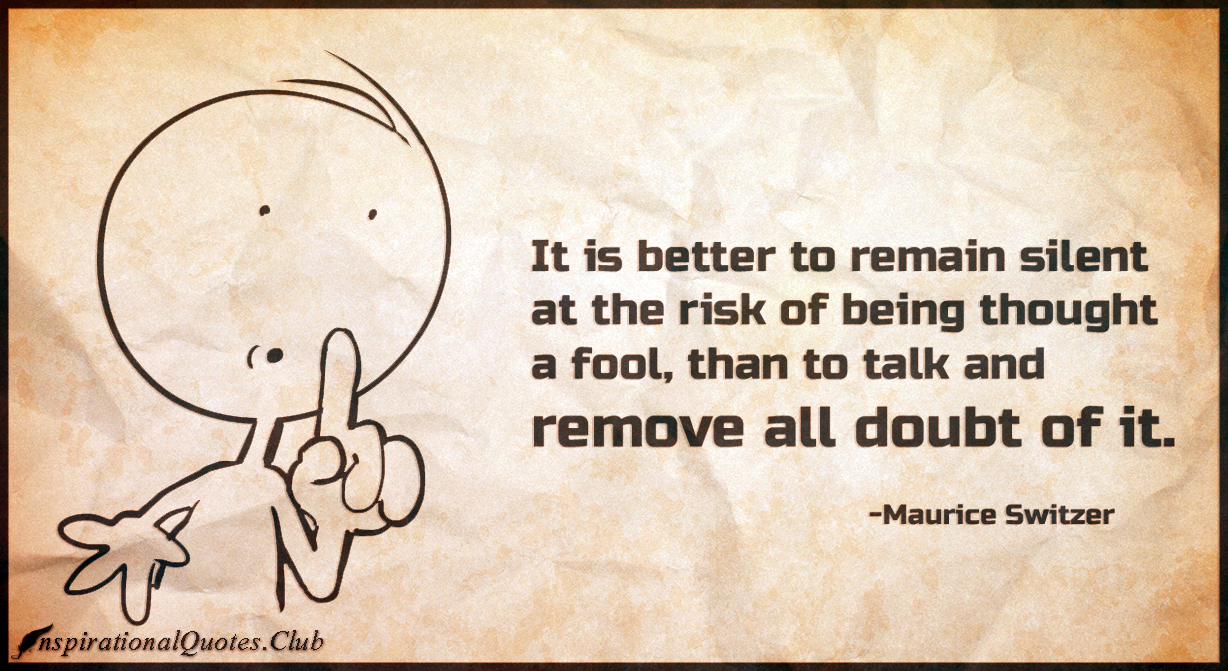 It is better to remain silent
at the risk of being thought
a fool, than to talk and
remove all doubt of it.
-Maurice Switzer
InspirationalQuotes.Club